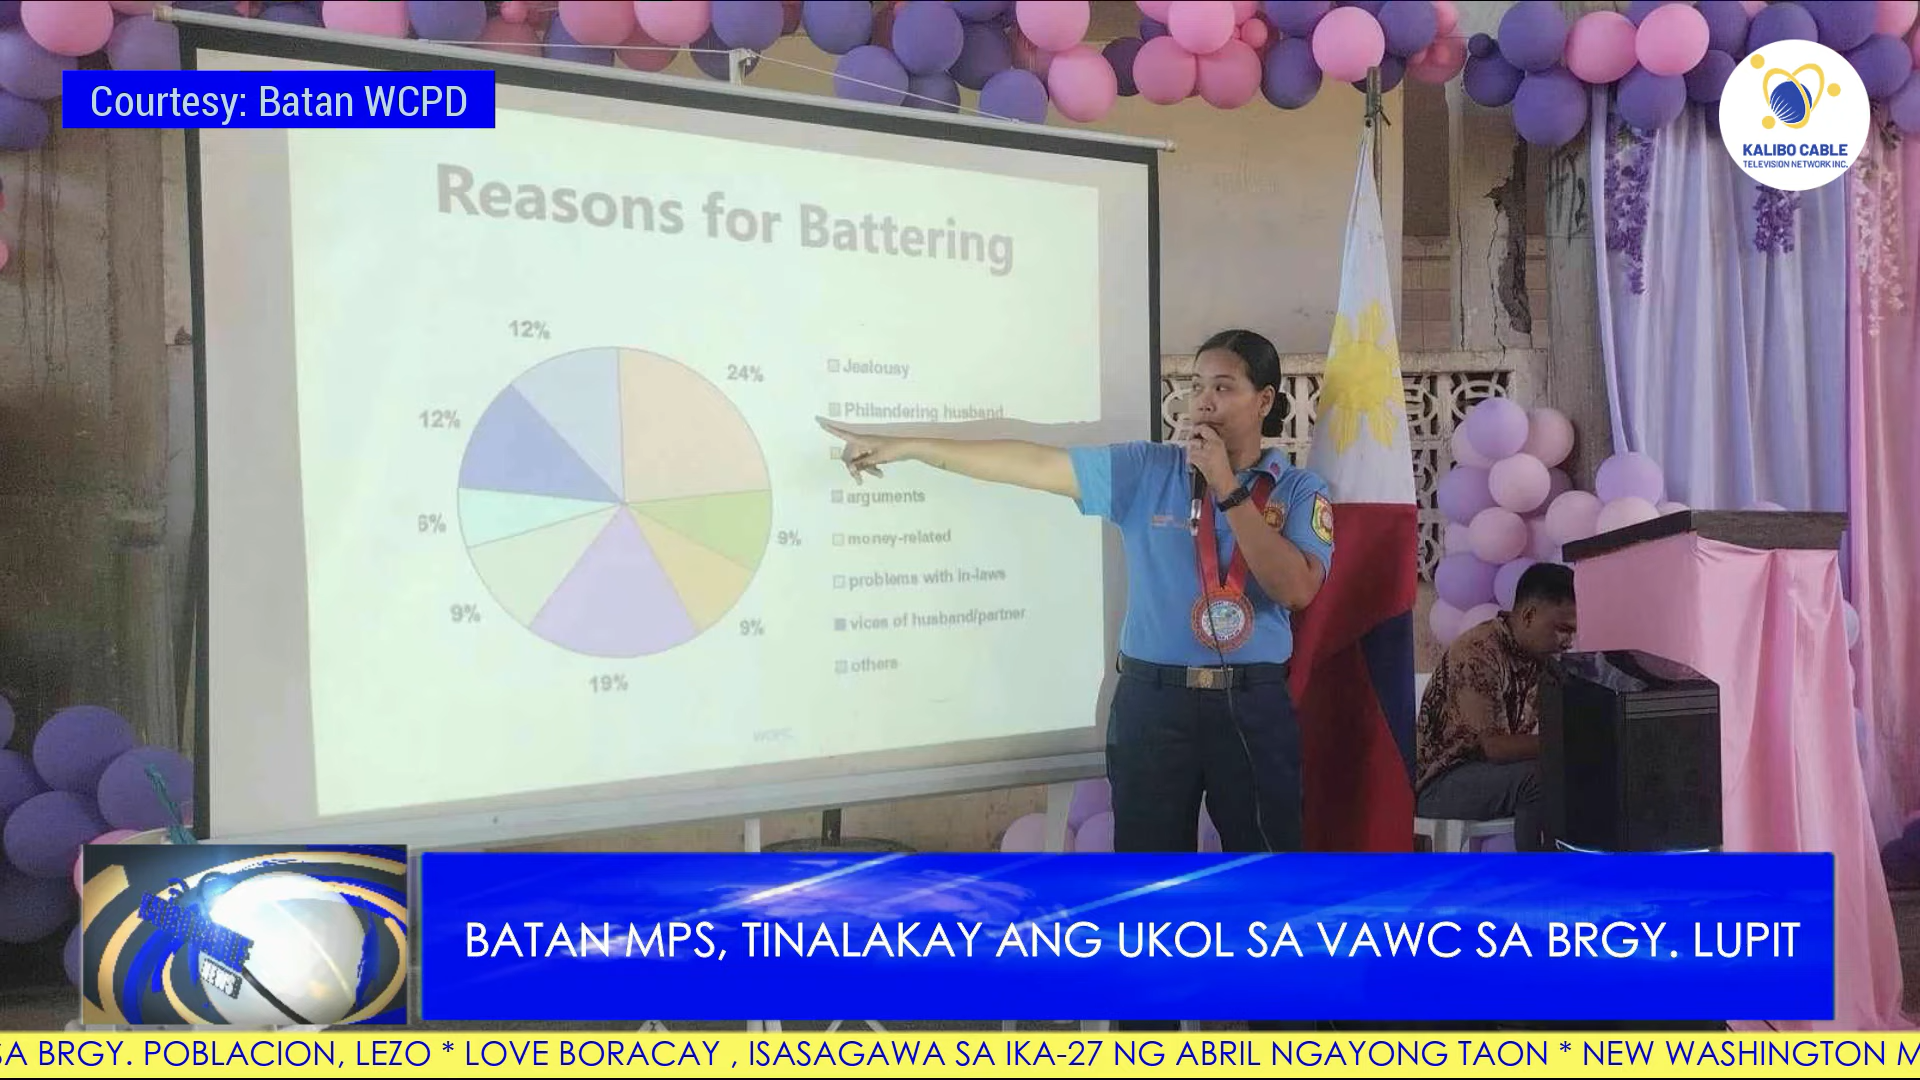 Courtesy: Batan WCPD
KALIBO CABLE
TELEVISION NETWORK INC.
Reasons for Battering
12%
24%
12%
6%
9%
9%
9%
19%
Jealousy
Philandering husband
arguments
money-related
problems with in-laws
vices of husband/partner
others
NEWS
BATAN MPS, TINALAKAY ANG UKOL SA VAWC SA BRGY. LUPIT
SA BRGY. POBLACION, LEZO * LOVE BORACAY , ISASAGAWA SA IKA-27 NG ABRIL NGAYONG TAON * NEW WASHINGTON M